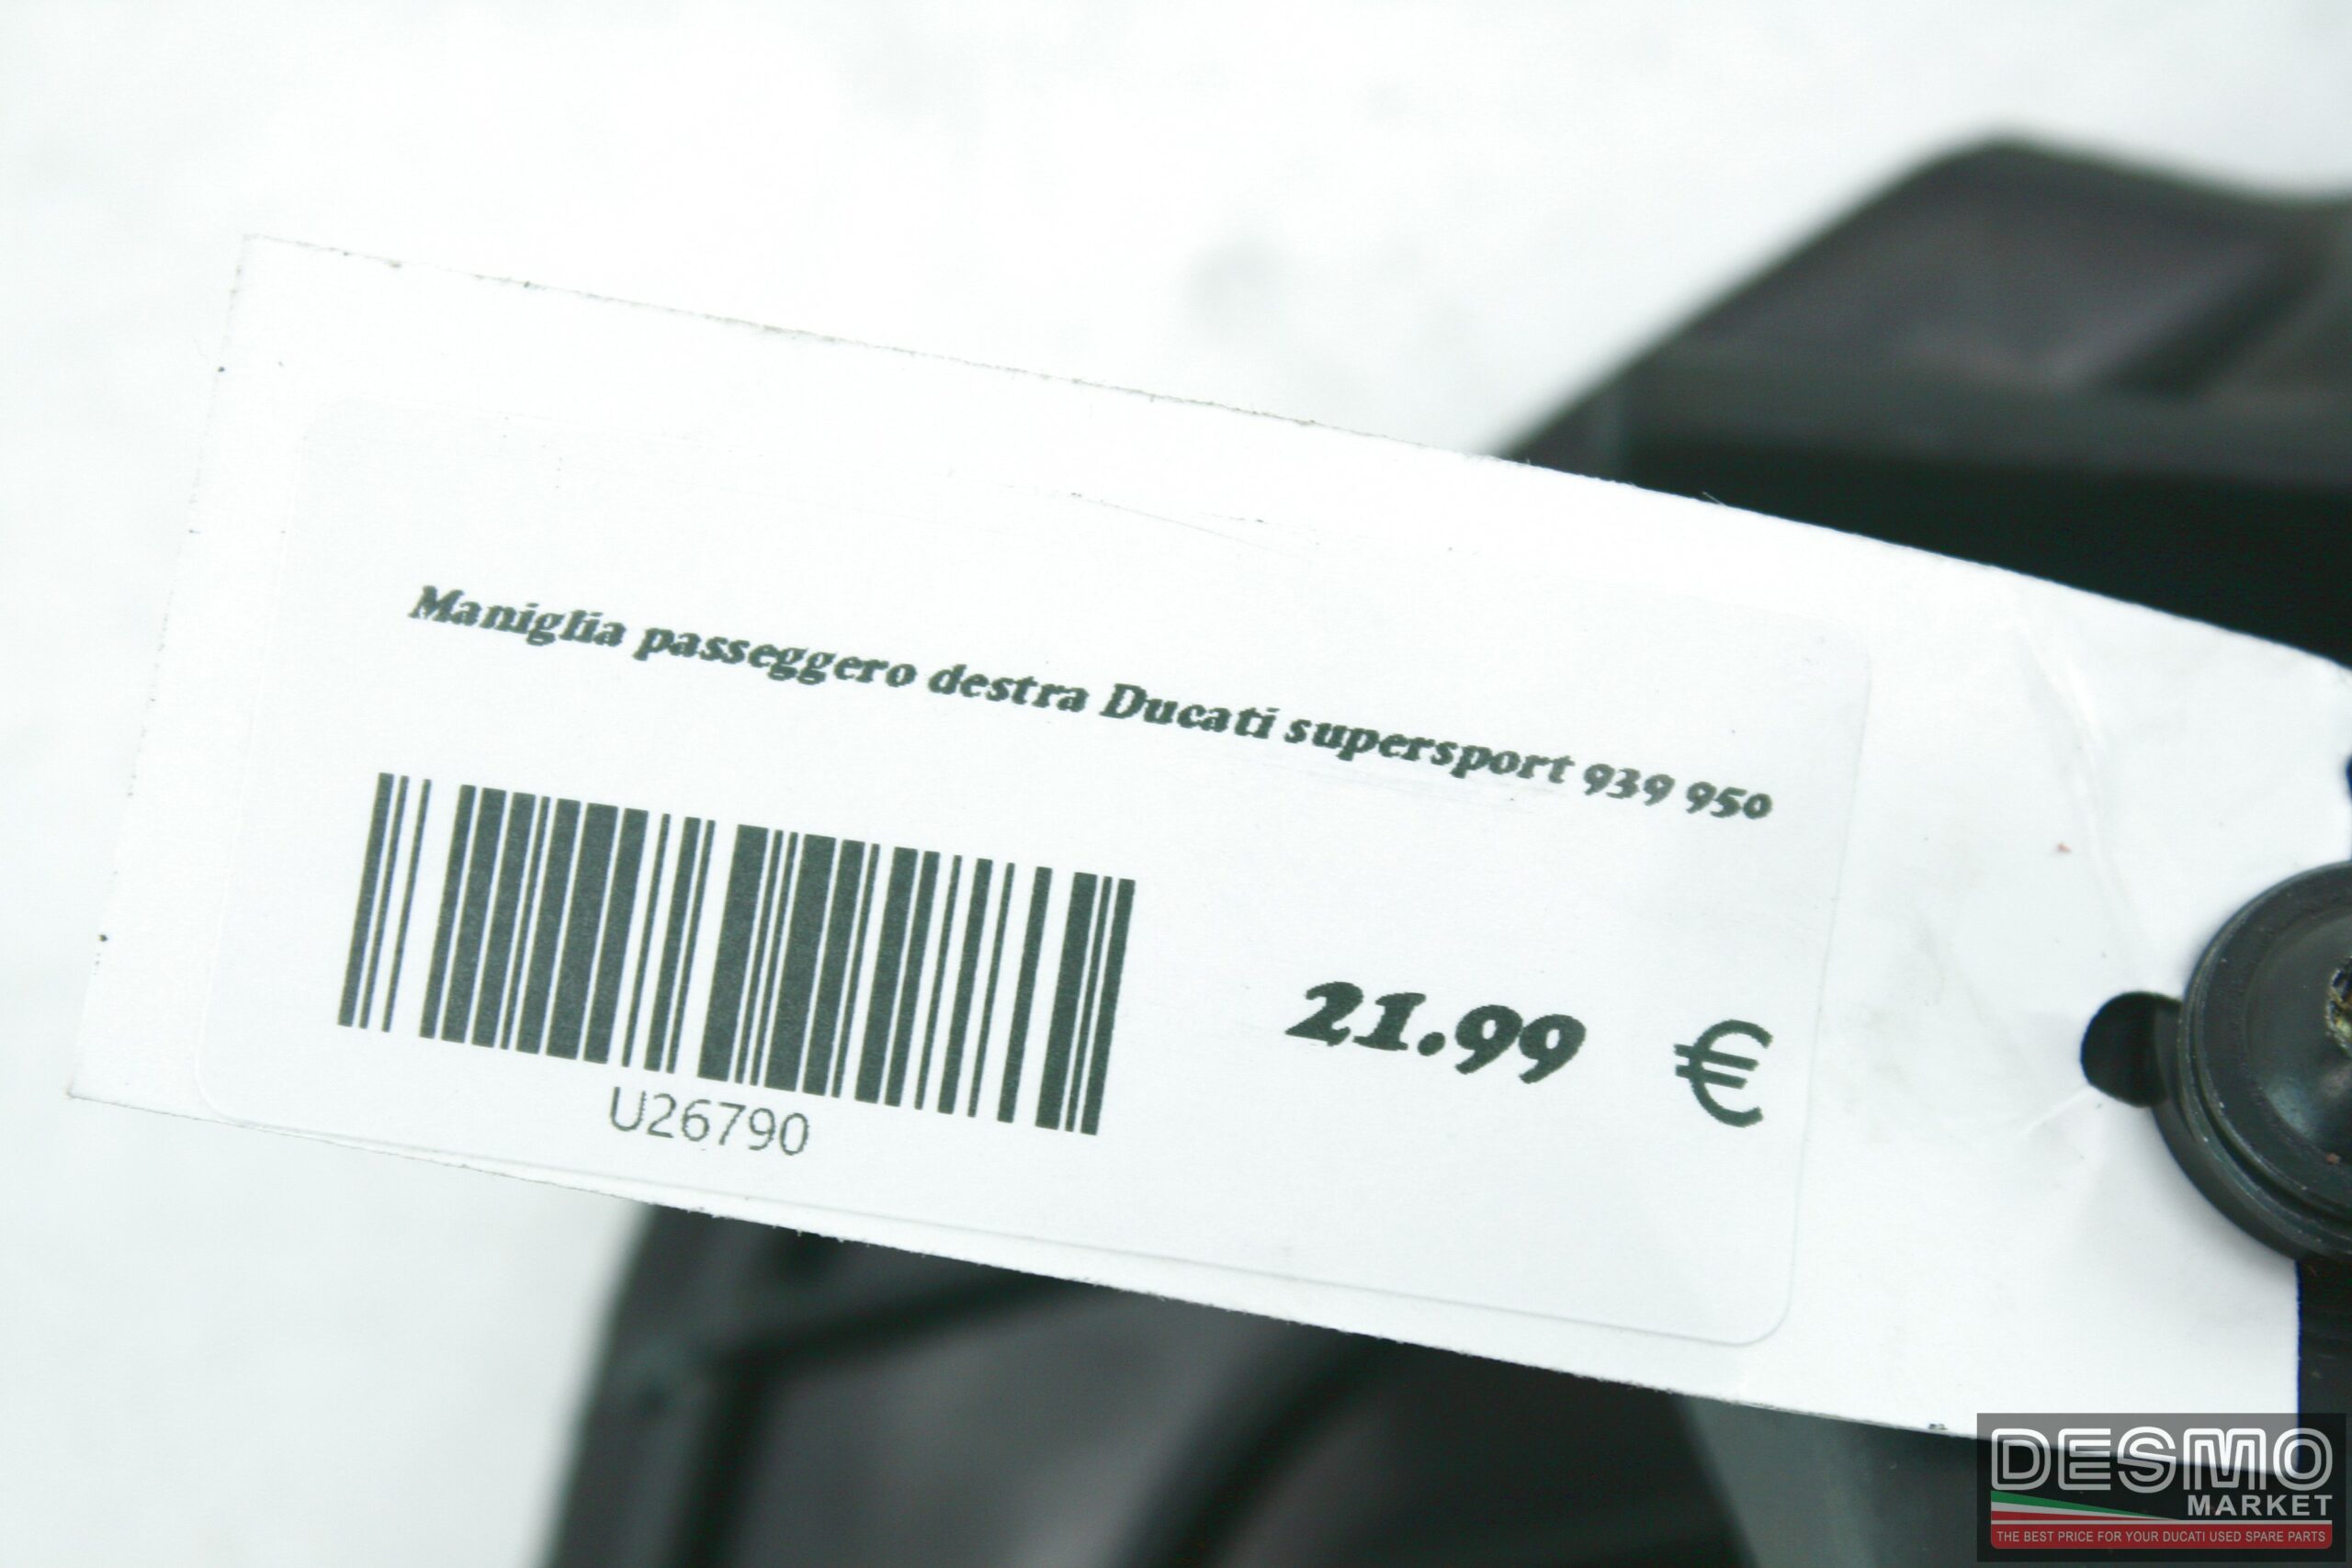 Maniglia passeggero destra Ducati supersport 939 950
21.99 €
U26790
DESMO
MARKET
THE BEST PRICE FOR YOUR DUCATI USED SPARE PARTS